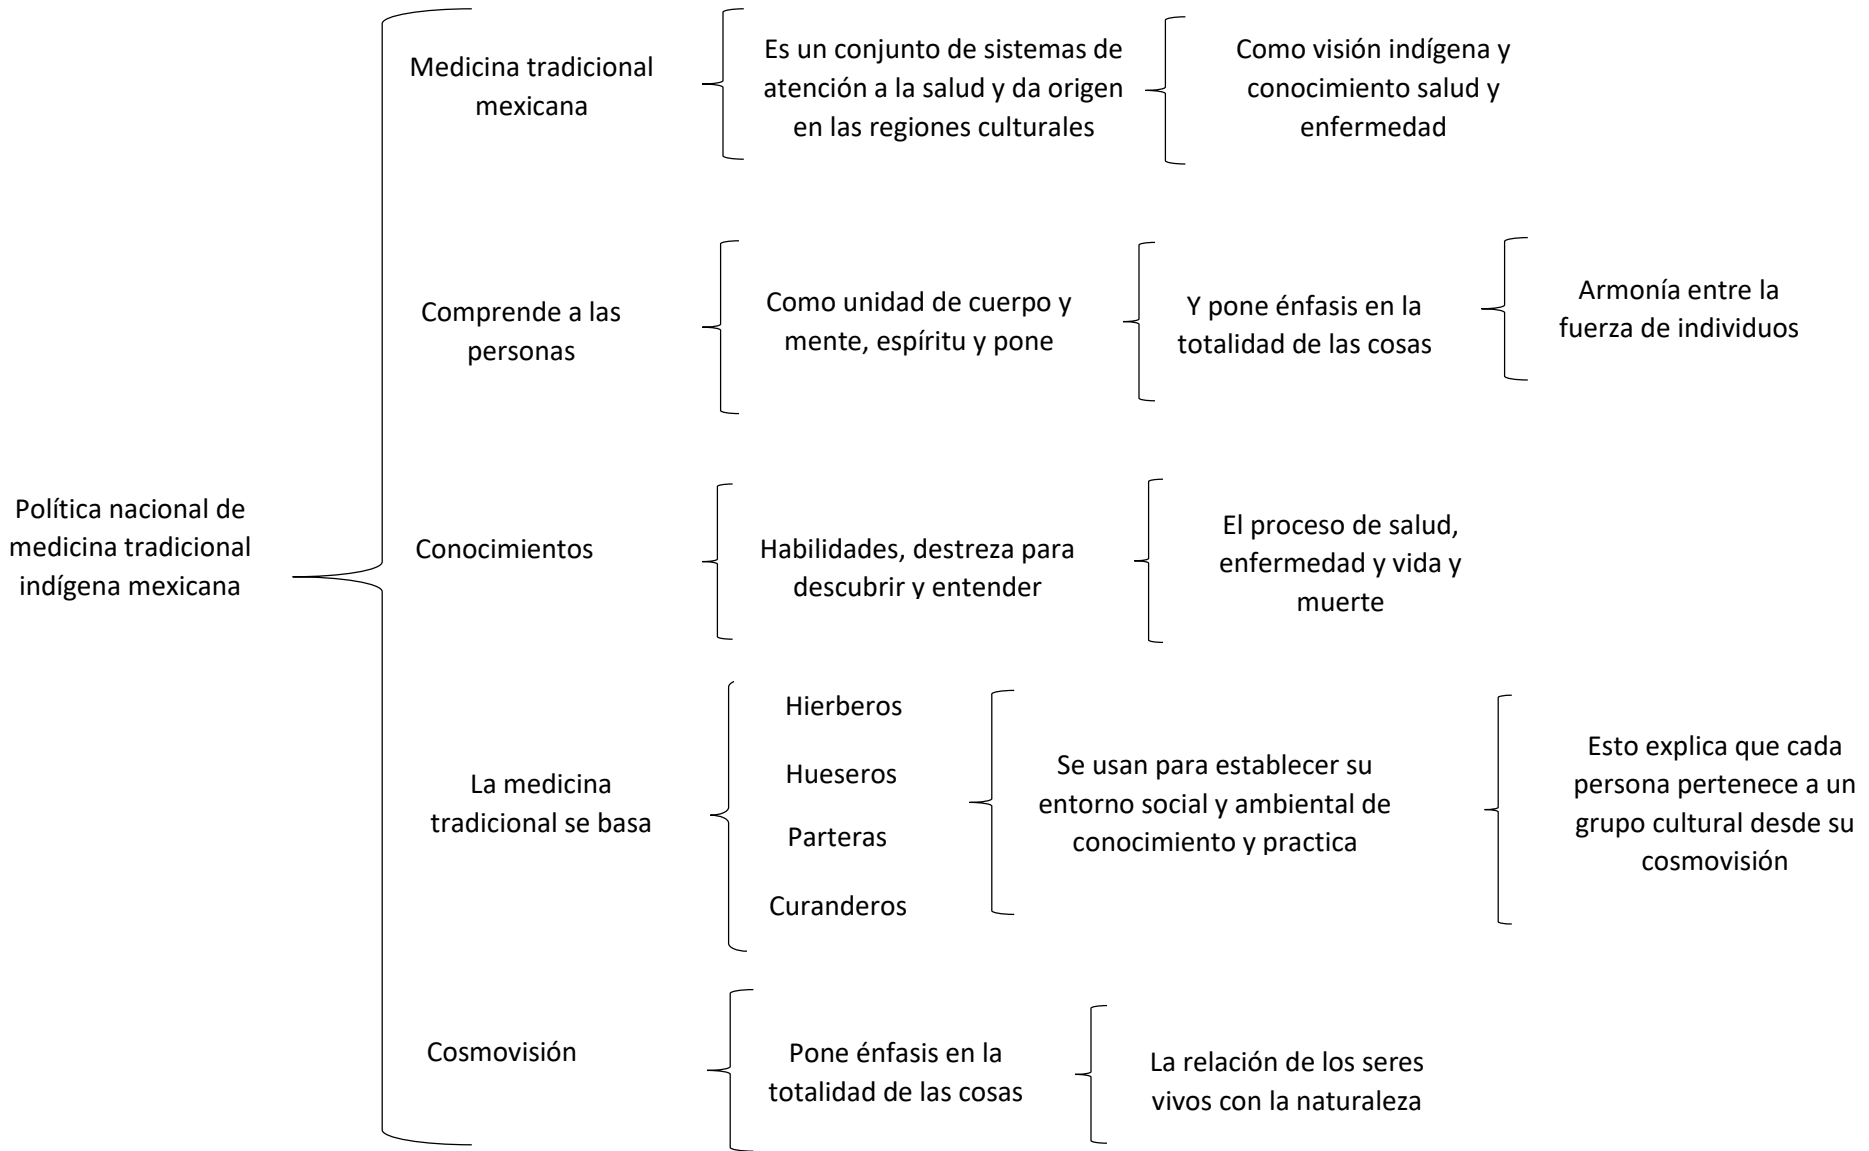 Política nacional de
medicina tradicional
indígena mexicana
Medicina tradicional
mexicana
Es un conjunto de sistemas de
atención a la salud y da origen
en las regiones culturales
Como visión indígena y
conocimiento salud y
enfermedad
Comprende a las
personas
Como unidad de cuerpo y
mente, espíritu y pone
Y pone énfasis en la
totalidad de las cosas
Armonía entre la
fuerza de individuos
Conocimientos
Habilidades, destreza para
descubrir y entender
El proceso de salud,
enfermedad y vida y
muerte
La medicina
tradicional se basa
Hierberos
Hueseros
Parteras
Curanderos
Se usan para establecer su
entorno social y ambiental de
conocimiento y practica
Esto explica que cada
persona pertenece a un
grupo cultural desde su
cosmovisión
Cosmovisión
Pone énfasis en la
totalidad de las cosas
La relación de los seres
vivos con la naturaleza